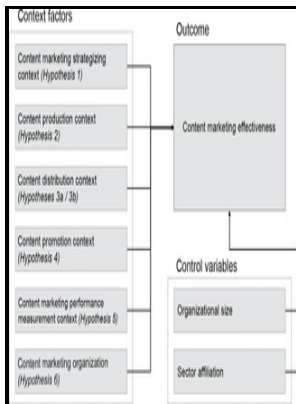 Context factors
Content marketing strategizing
context (Hypothesis 1)
Content production context
(Hypothesis 2)
Content distribution context
(Hypotheses 3a / 3b)
Content promotion context
(Hypothesis 4)
Content marketing performance
measurement context (Hypothesis 5)
Content marketing organization
(Hypothesis 6)
Outcome
Content marketing effectiveness
Control variables
Organizational size
Sector affiliation